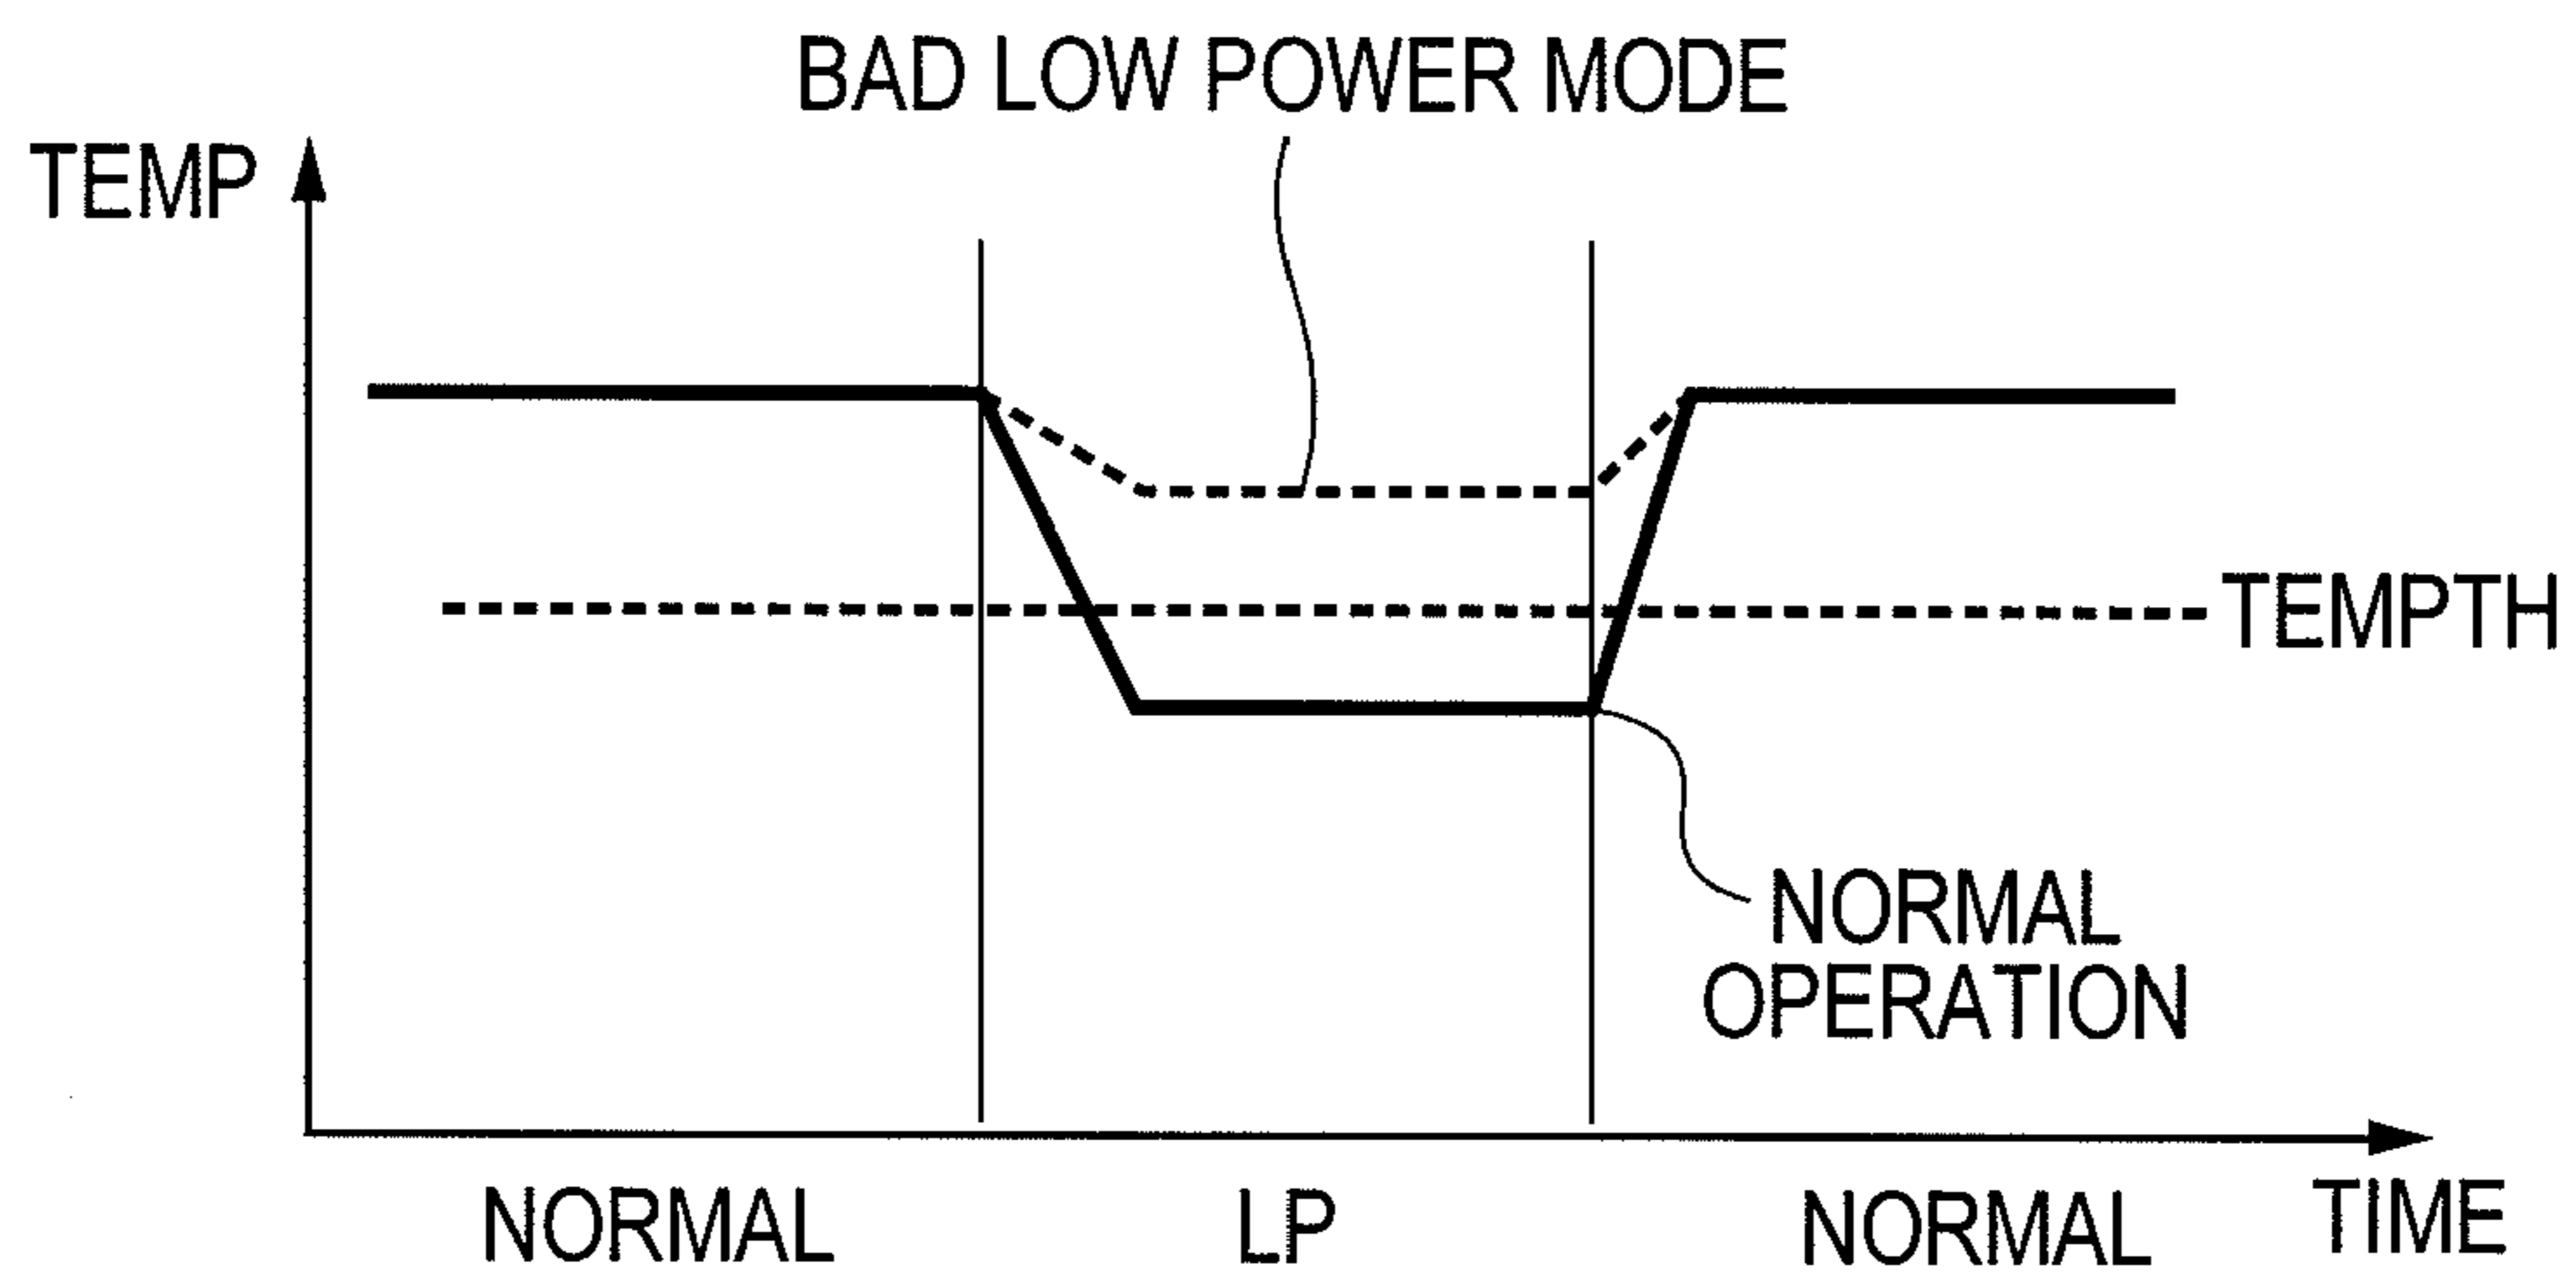 BAD LOW POWER MODE
TEMP
TEMPTH
NORMAL
OPERATION
NORMAL
LP
NORMAL
TIME